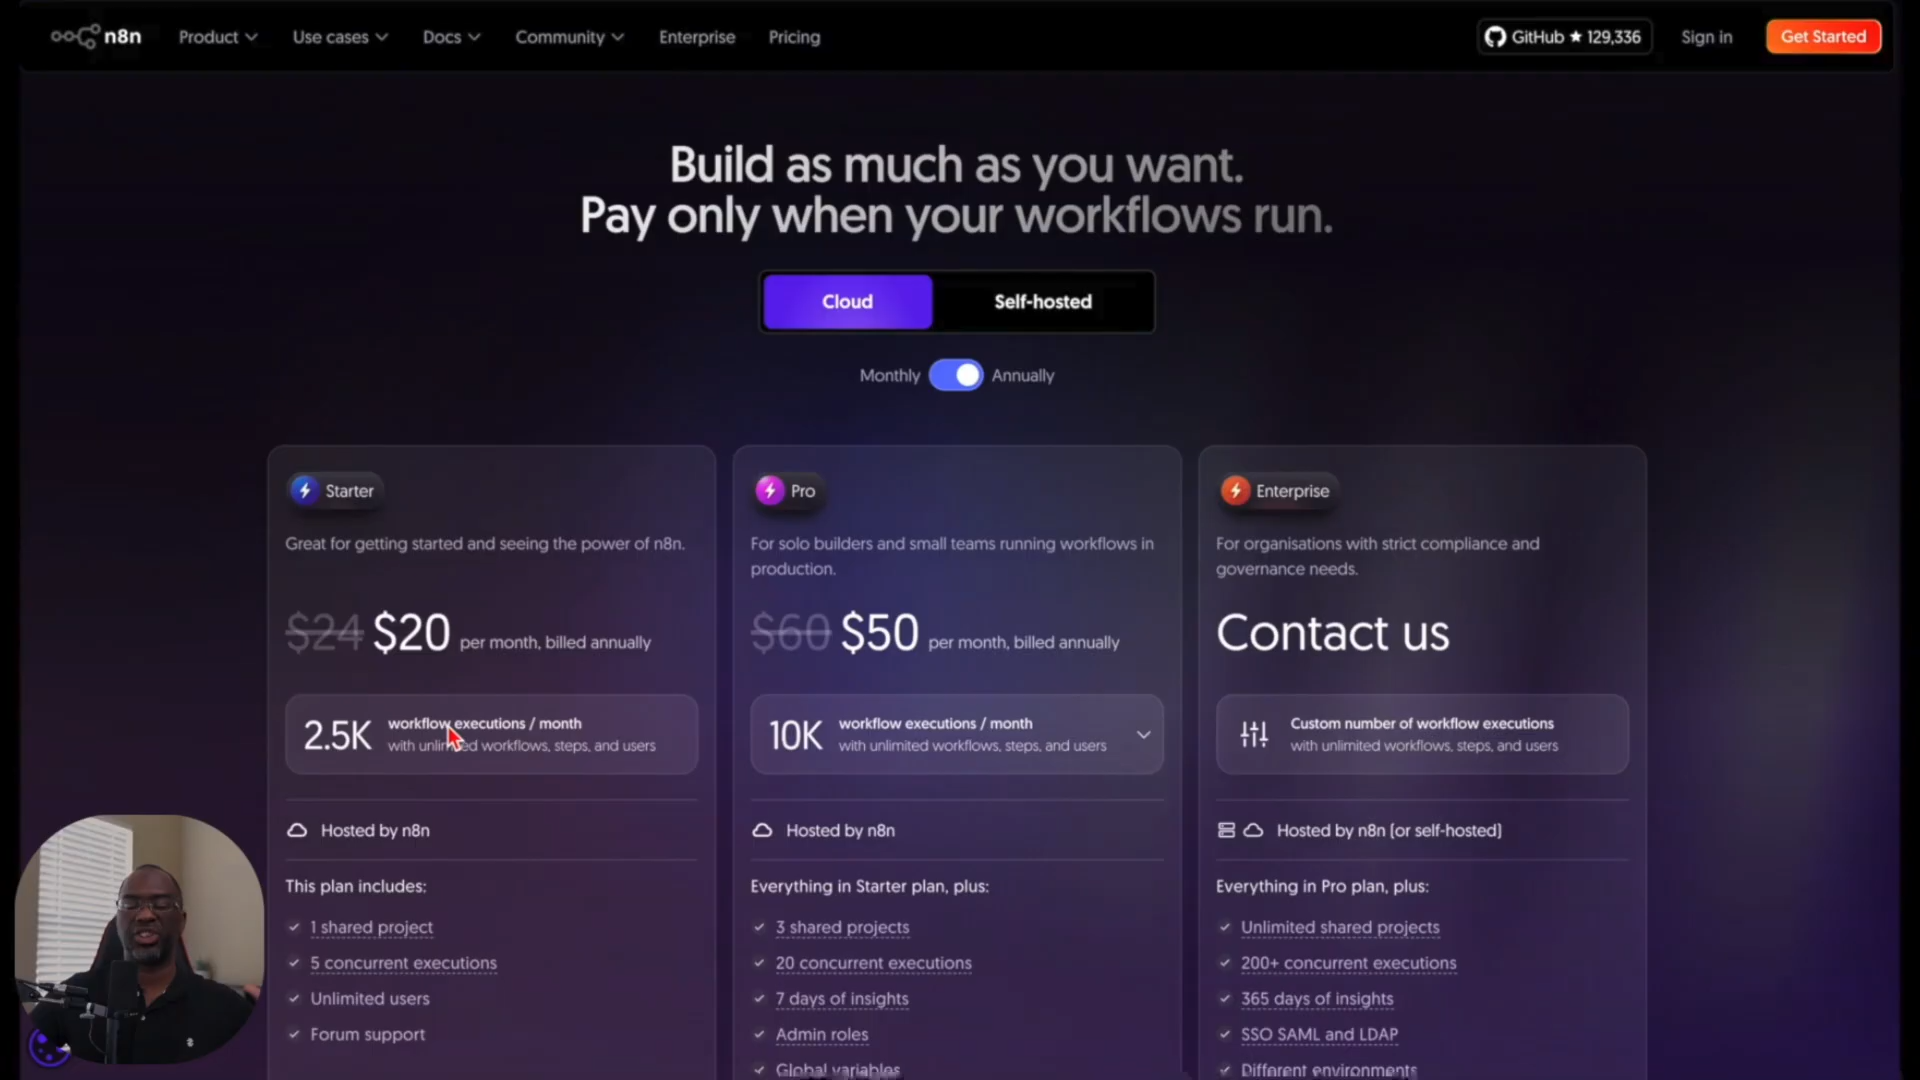 n8n Product Use cases Docs Community Enterprise Pricing GitHub ★ 129,336 Sign in Get Started
Build as much as you want.
Pay only when your workflows run.
Cloud Self-hosted
Monthly Annually
Starter
Great for getting started and seeing the power of n8n.
$24 $20 per month, billed annually
2.5K workflow executions / month
with unlimited workflows, steps, and users
Hosted by n8n
This plan includes:
1 shared project
5 concurrent executions
Unlimited users
Forum support
Pro
For solo builders and small teams running workflows in
production.
$60 $50 per month, billed annually
10K workflow executions / month
with unlimited workflows, steps, and users
Hosted by n8n
Everything in Starter plan, plus:
3 shared projects
20 concurrent executions
7 days of insights
Admin roles
Global variables
Enterprise
For organisations with strict compliance and
governance needs.
Contact us
Custom number of workflow executions
with unlimited workflows, steps, and users
Hosted by n8n (or self-hosted)
Everything in Pro plan, plus:
Unlimited shared projects
200+ concurrent executions
365 days of insights
SSO SAML and LDAP
Different environments